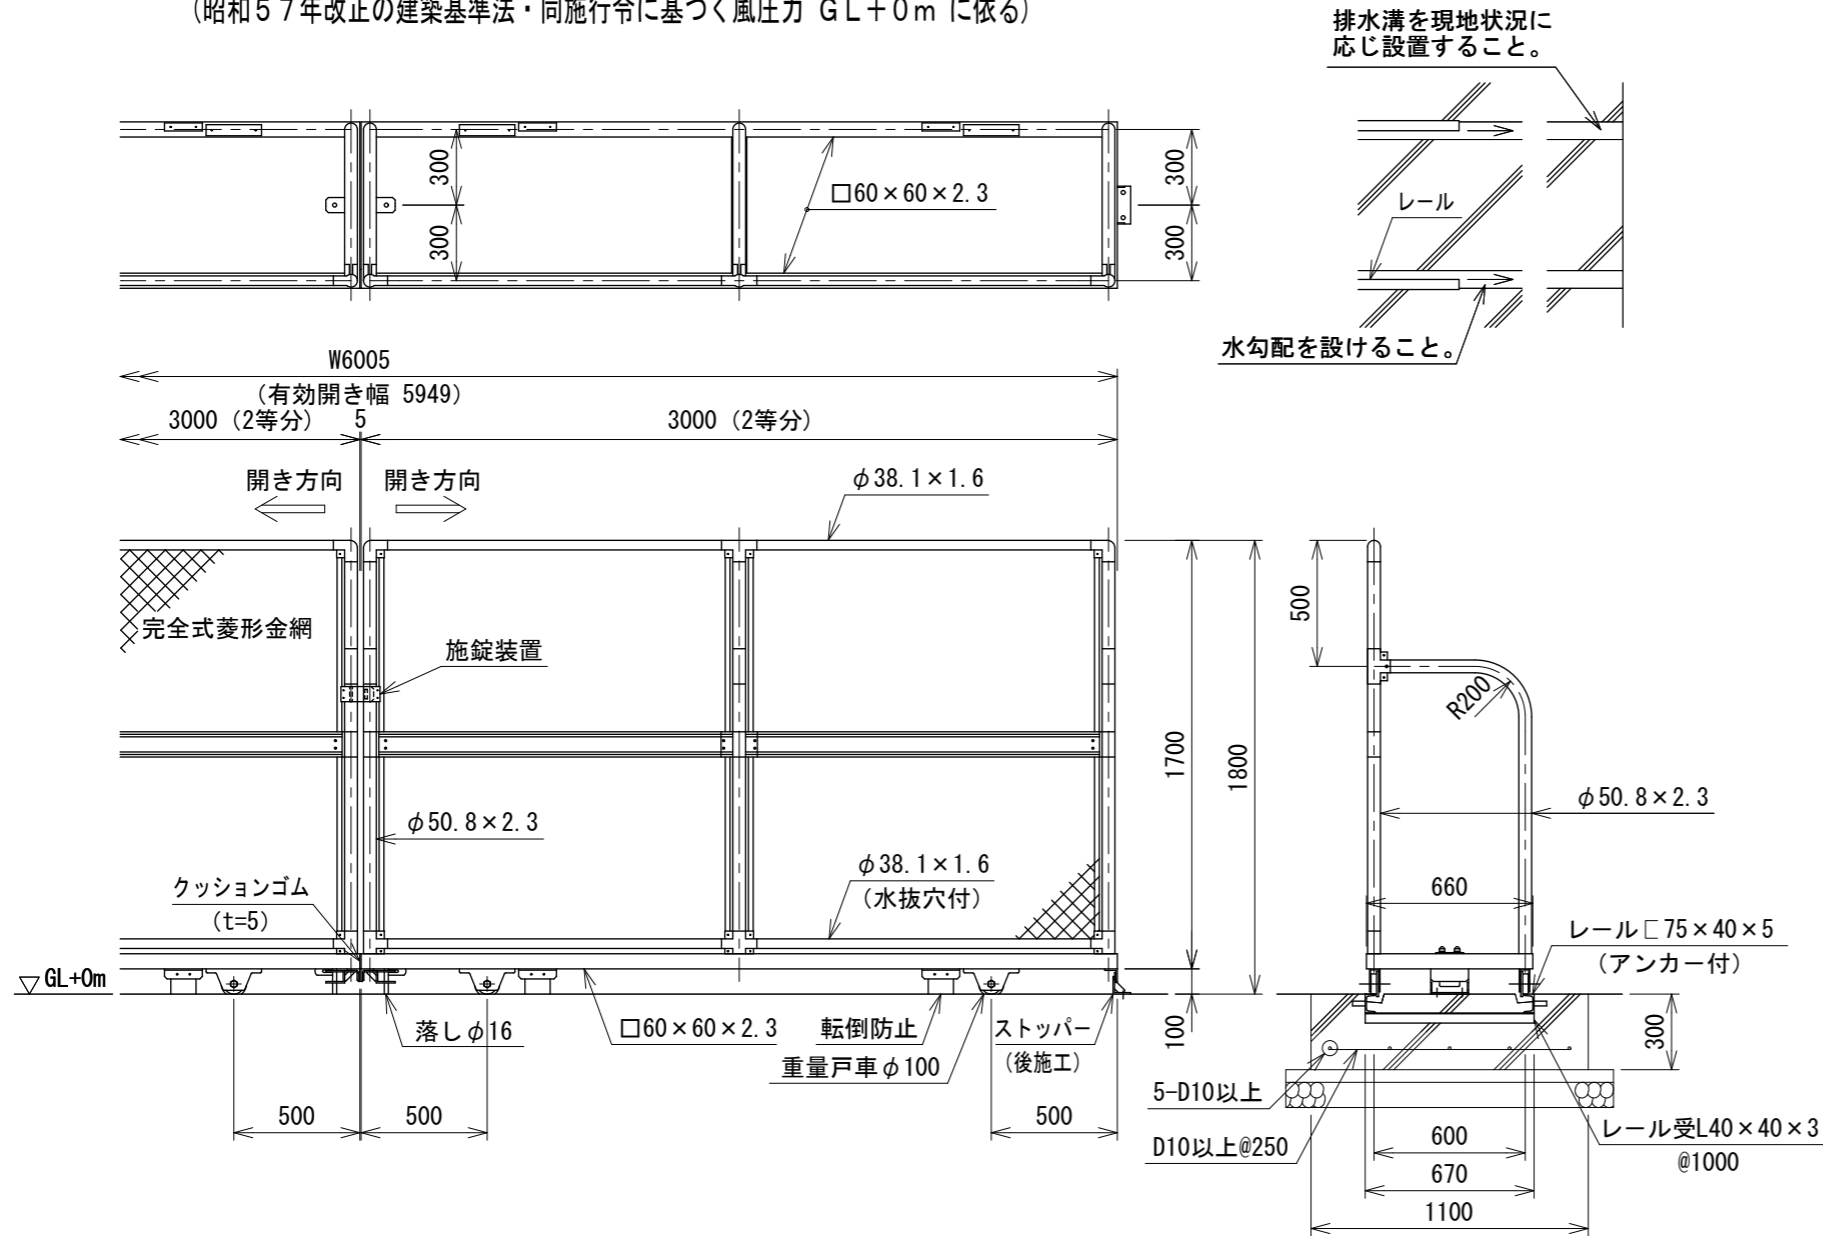 (昭和57年改正の建築基準法・同施行令に基づく風圧力 GL+0m に依る)
排水溝を現地状況に
応じ設置すること。
300
300
□60×60×2.3
300
300
レール
水勾配を設けること。
W6005
(有効開き幅 5949)
3000 (2等分)
5
3000 (2等分)
開き方向
開き方向
φ38.1×1.6
完全式菱形金網
施錠装置
φ50.8×2.3
クッションゴム
(t=5)
φ38.1×1.6
(水抜穴付)
1700
1800
100
▽GL+0m
落しφ16
□60×60×2.3
転倒防止
重量戸車φ100
ストッパー
(後施工)
500
500
500
500
R200
φ50.8×2.3
660
レール[75×40×5
(アンカー付)
300
5-D10以上
D10以上@250
レール受L40×40×3
@1000
600
670
1100